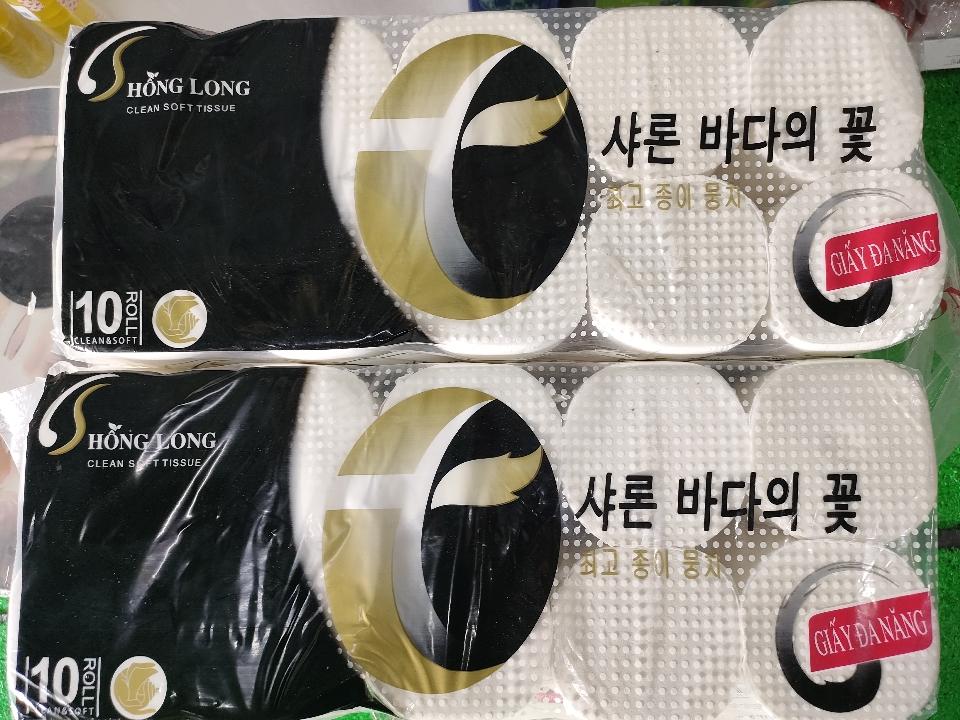 HỒNG LONG
CLEAN SOFT TISSUE
샤론 바다의 꽃
최고 종이 뭉치
GIẤY ĐA NĂNG
10 ROLL
CLEAN&SOFT
HỒNG LONG
CLEAN SOFT TISSUE
샤론 바다의 꽃
최고 종이 뭉치
GIẤY ĐA NĂNG
10 ROLL
CLEAN&SOFT